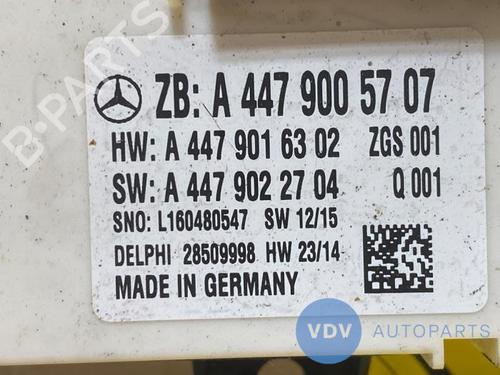 ZB: A 447 900 57 07
HW: A 447 901 63 02 ZGS 001
SW: A 447 902 27 04 Q 001
SNO: L160480547 SW 12/15
DELPHI 28509998 HW 23/14
MADE IN GERMANY
B-PARTS
VDV AUTOPARTS